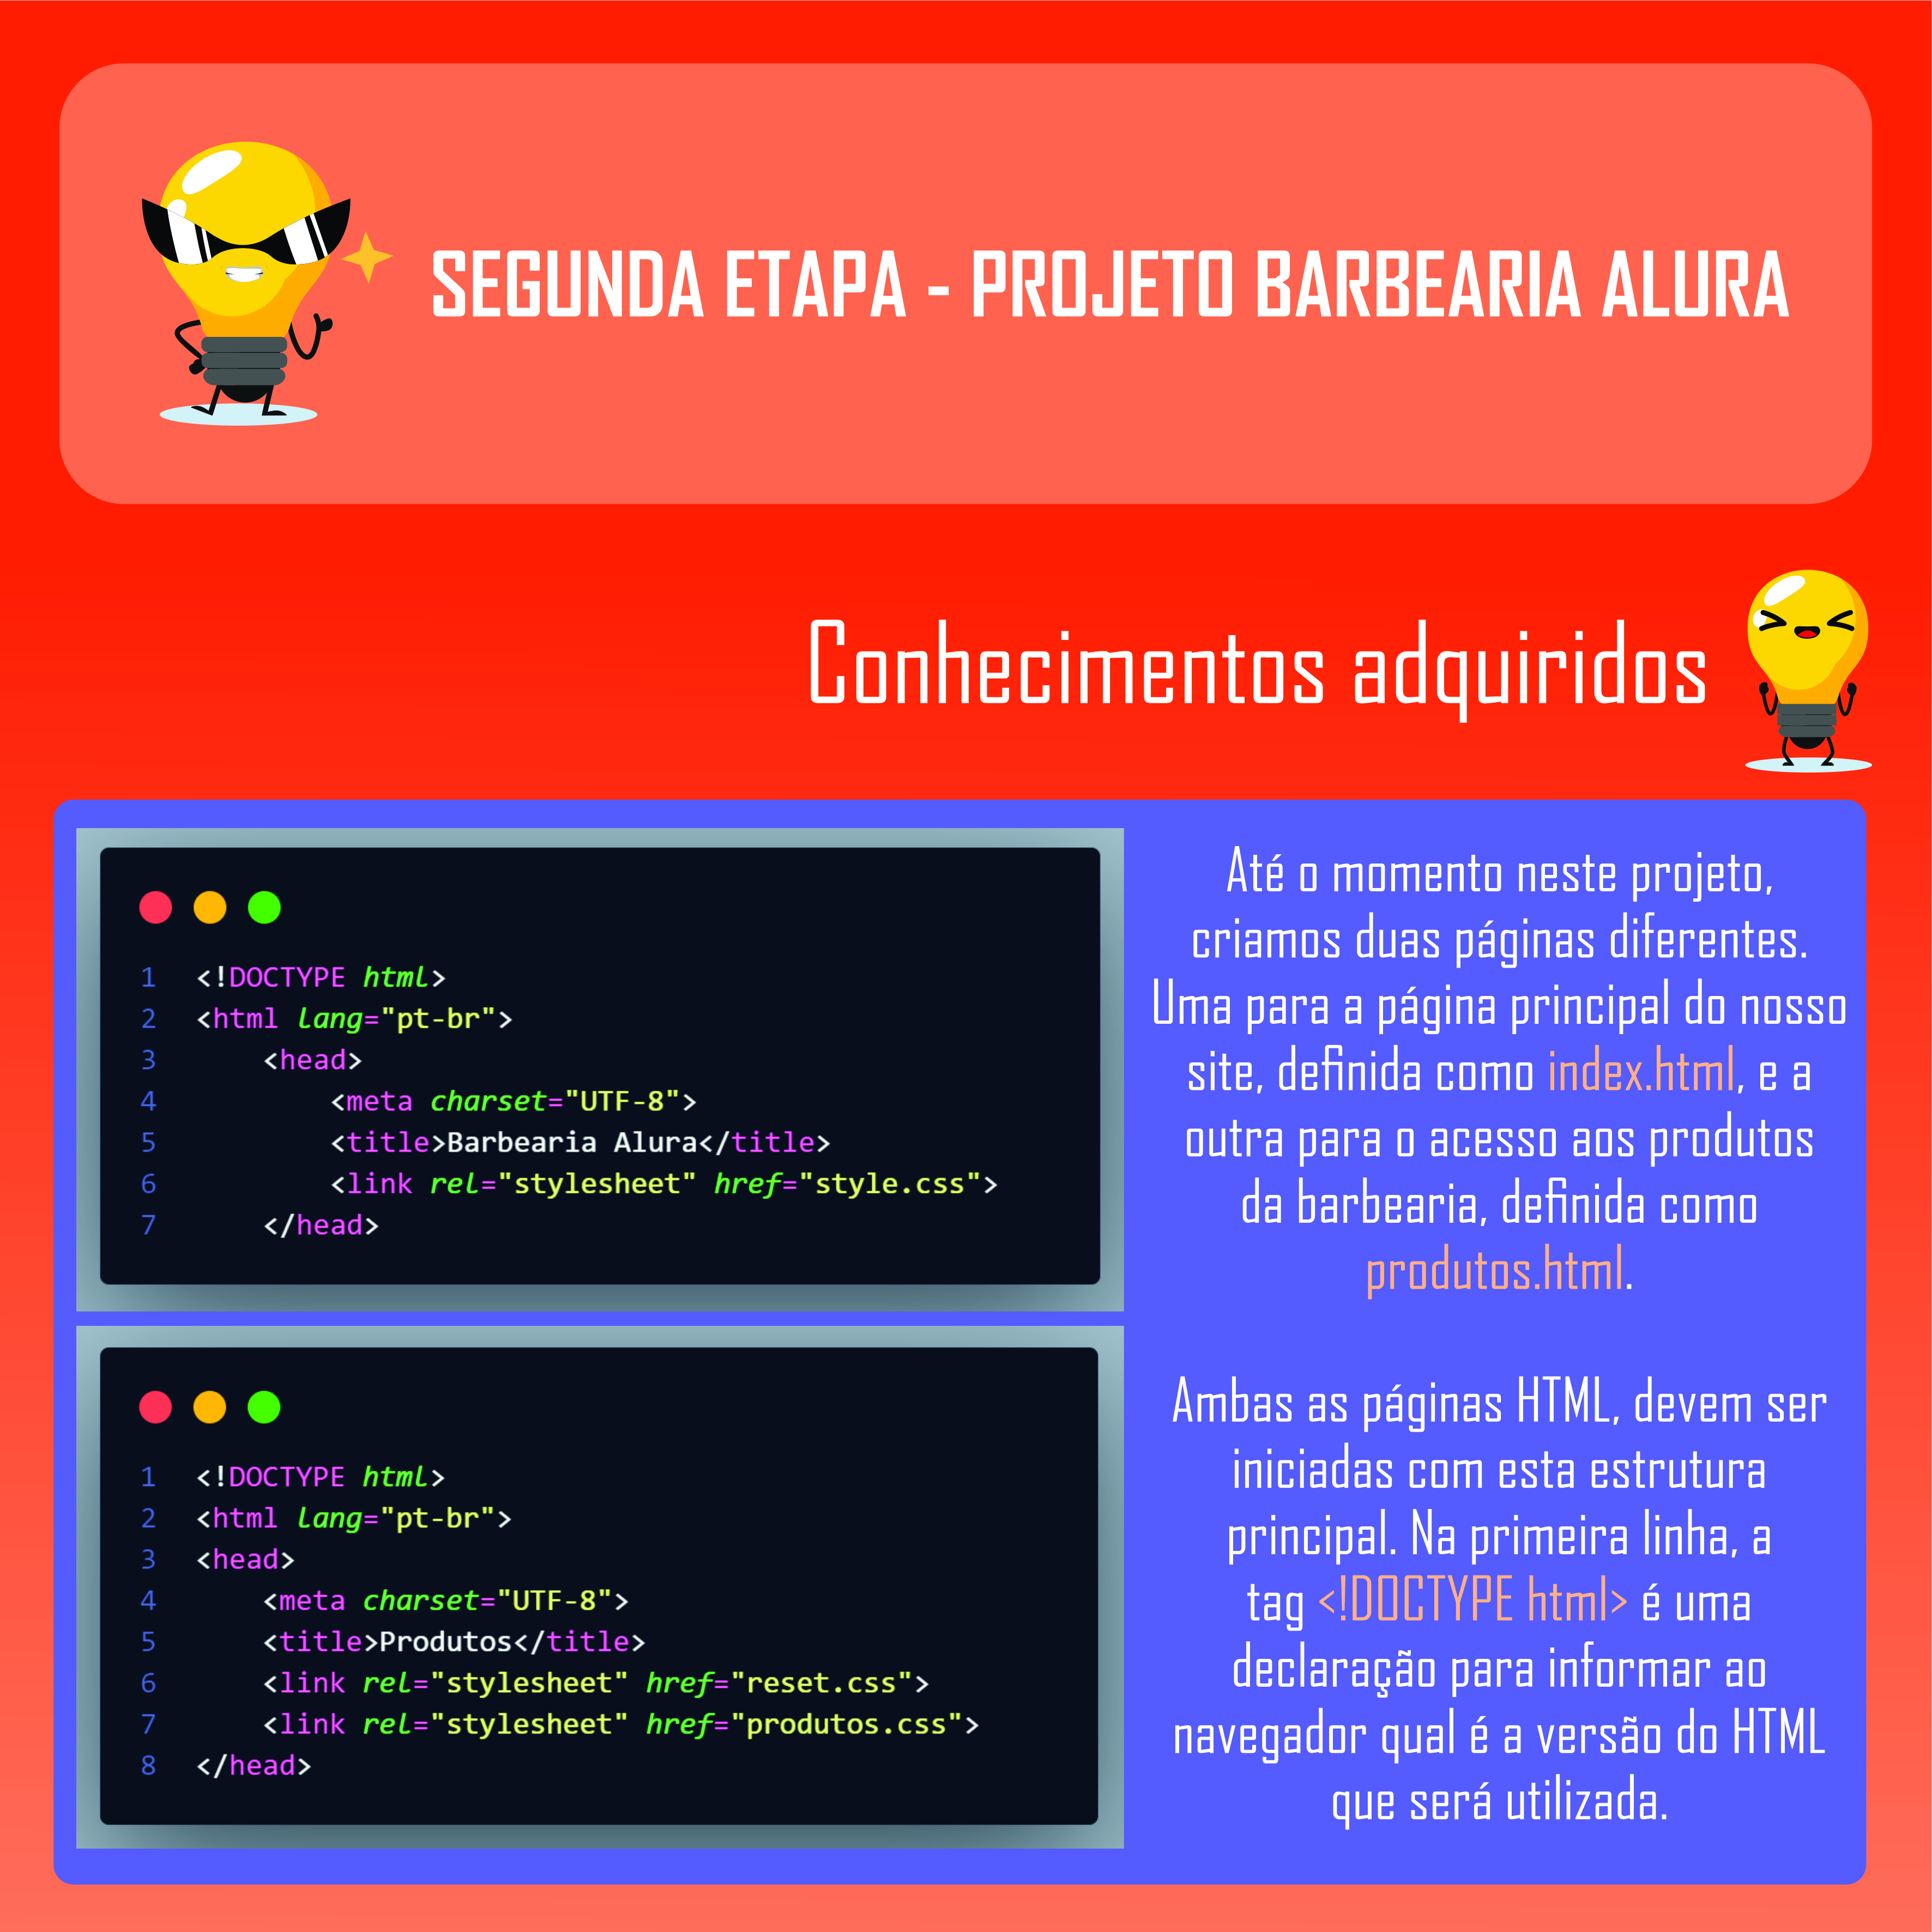 SEGUNDA ETAPA - PROJETO BARBEARIA ALURA
Conhecimentos adquiridos
1 <!DOCTYPE html>
2 <html lang="pt-br">
3 <head>
4 <meta charset="UTF-8">
5 <title>Barbearia Alura</title>
6 <link rel="stylesheet" href="style.css">
7 </head>
Até o momento neste projeto,
criamos duas páginas diferentes.
Uma para a página principal do nosso
site, definida como index.html, e a
outra para o acesso aos produtos
da barbearia, definida como
produtos.html.
1 <!DOCTYPE html>
2 <html lang="pt-br">
3 <head>
4 <meta charset="UTF-8">
5 <title>Produtos</title>
6 <link rel="stylesheet" href="reset.css">
7 <link rel="stylesheet" href="produtos.css">
8 </head>
Ambas as páginas HTML, devem ser
iniciadas com esta estrutura
principal. Na primeira linha, a
tag <!DOCTYPE html> é uma
declaração para informar ao
navegador qual é a versão do HTML
que será utilizada.